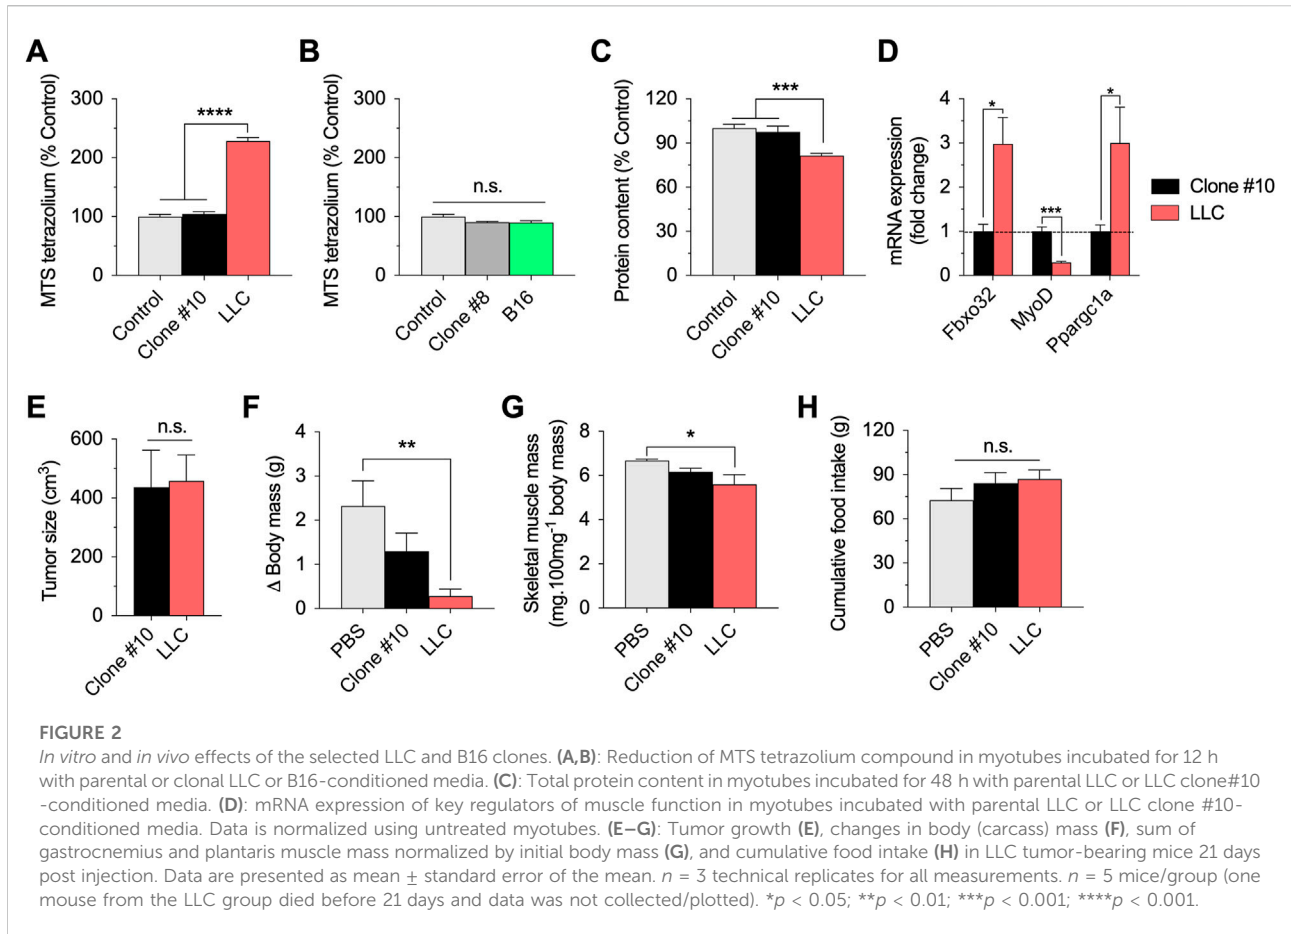 A
MTS tetrazolium (% Control)
300
200
100
0
****
Control
Clone #10
LLC
B
MTS tetrazolium (% Control)
300
200
100
0
n.s.
Control
Clone #8
B16
C
Protein content (% Control)
120
90
60
30
0
***
Control
Clone #10
LLC
D
mRNA expression
(fold change)
4
3
2
1
0
*
***
*
Fbxo32
MyoD
Ppargc1a
Clone #10
LLC
E
Tumor size (cm³)
600
400
200
0
n.s.
Clone #10
LLC
F
Δ Body mass (g)
4
3
2
1
0
**
PBS
Clone #10
LLC
G
Skeletal muscle mass
(mg.100mg⁻¹ body mass)
8
6
4
2
0
*
PBS
Clone #10
LLC
H
Cumulative food intake (g)
120
90
60
30
0
n.s.
PBS
Clone #10
LLC
FIGURE 2
In vitro and in vivo effects of the selected LLC and B16 clones. (A,B): Reduction of MTS tetrazolium compound in myotubes incubated for 12 h
with parental or clonal LLC or B16-conditioned media. (C): Total protein content in myotubes incubated for 48 h with parental LLC or LLC clone#10
-conditioned media. (D): mRNA expression of key regulators of muscle function in myotubes incubated with parental LLC or LLC clone #10-
conditioned media. Data is normalized using untreated myotubes. (E–G): Tumor growth (E), changes in body (carcass) mass (F), sum of
gastrocnemius and plantaris muscle mass normalized by initial body mass (G), and cumulative food intake (H) in LLC tumor-bearing mice 21 days
post injection. Data are presented as mean ± standard error of the mean. n = 3 technical replicates for all measurements. n = 5 mice/group (one
mouse from the LLC group died before 21 days and data was not collected/plotted). *p < 0.05; **p < 0.01; ***p < 0.001; ****p < 0.001.